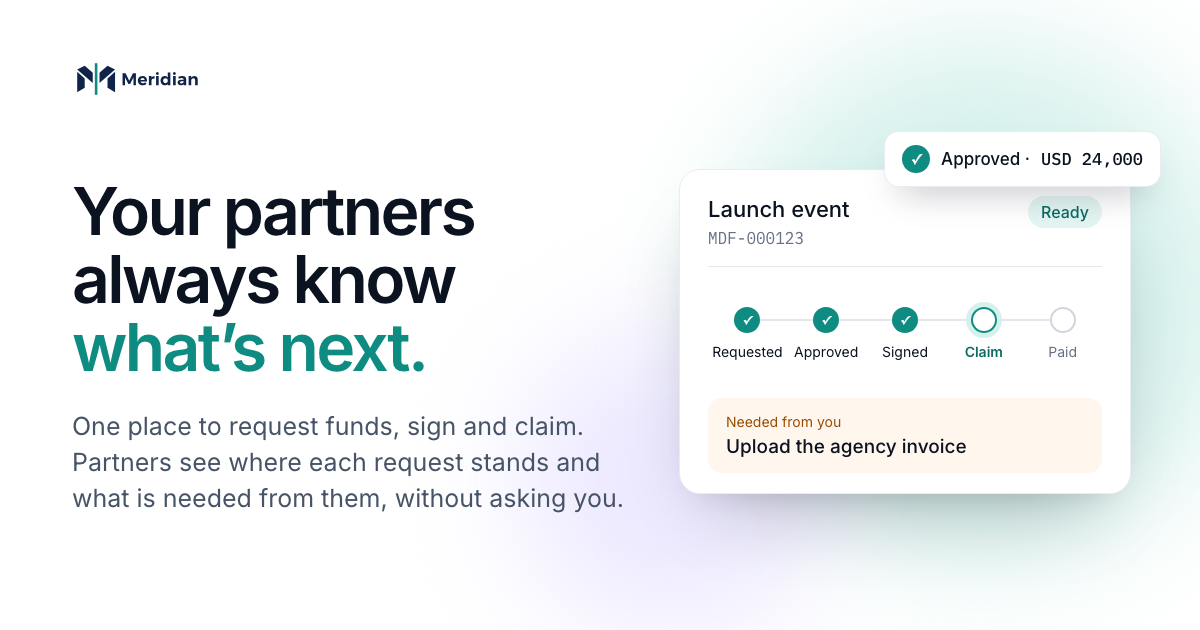 Meridian
Your partners
always know
what’s next.
One place to request funds, sign and claim.
Partners see where each request stands and
what is needed from them, without asking you.
Approved · USD 24,000
Launch event
Ready
MDF-000123
Requested Approved Signed Claim Paid
Needed from you
Upload the agency invoice